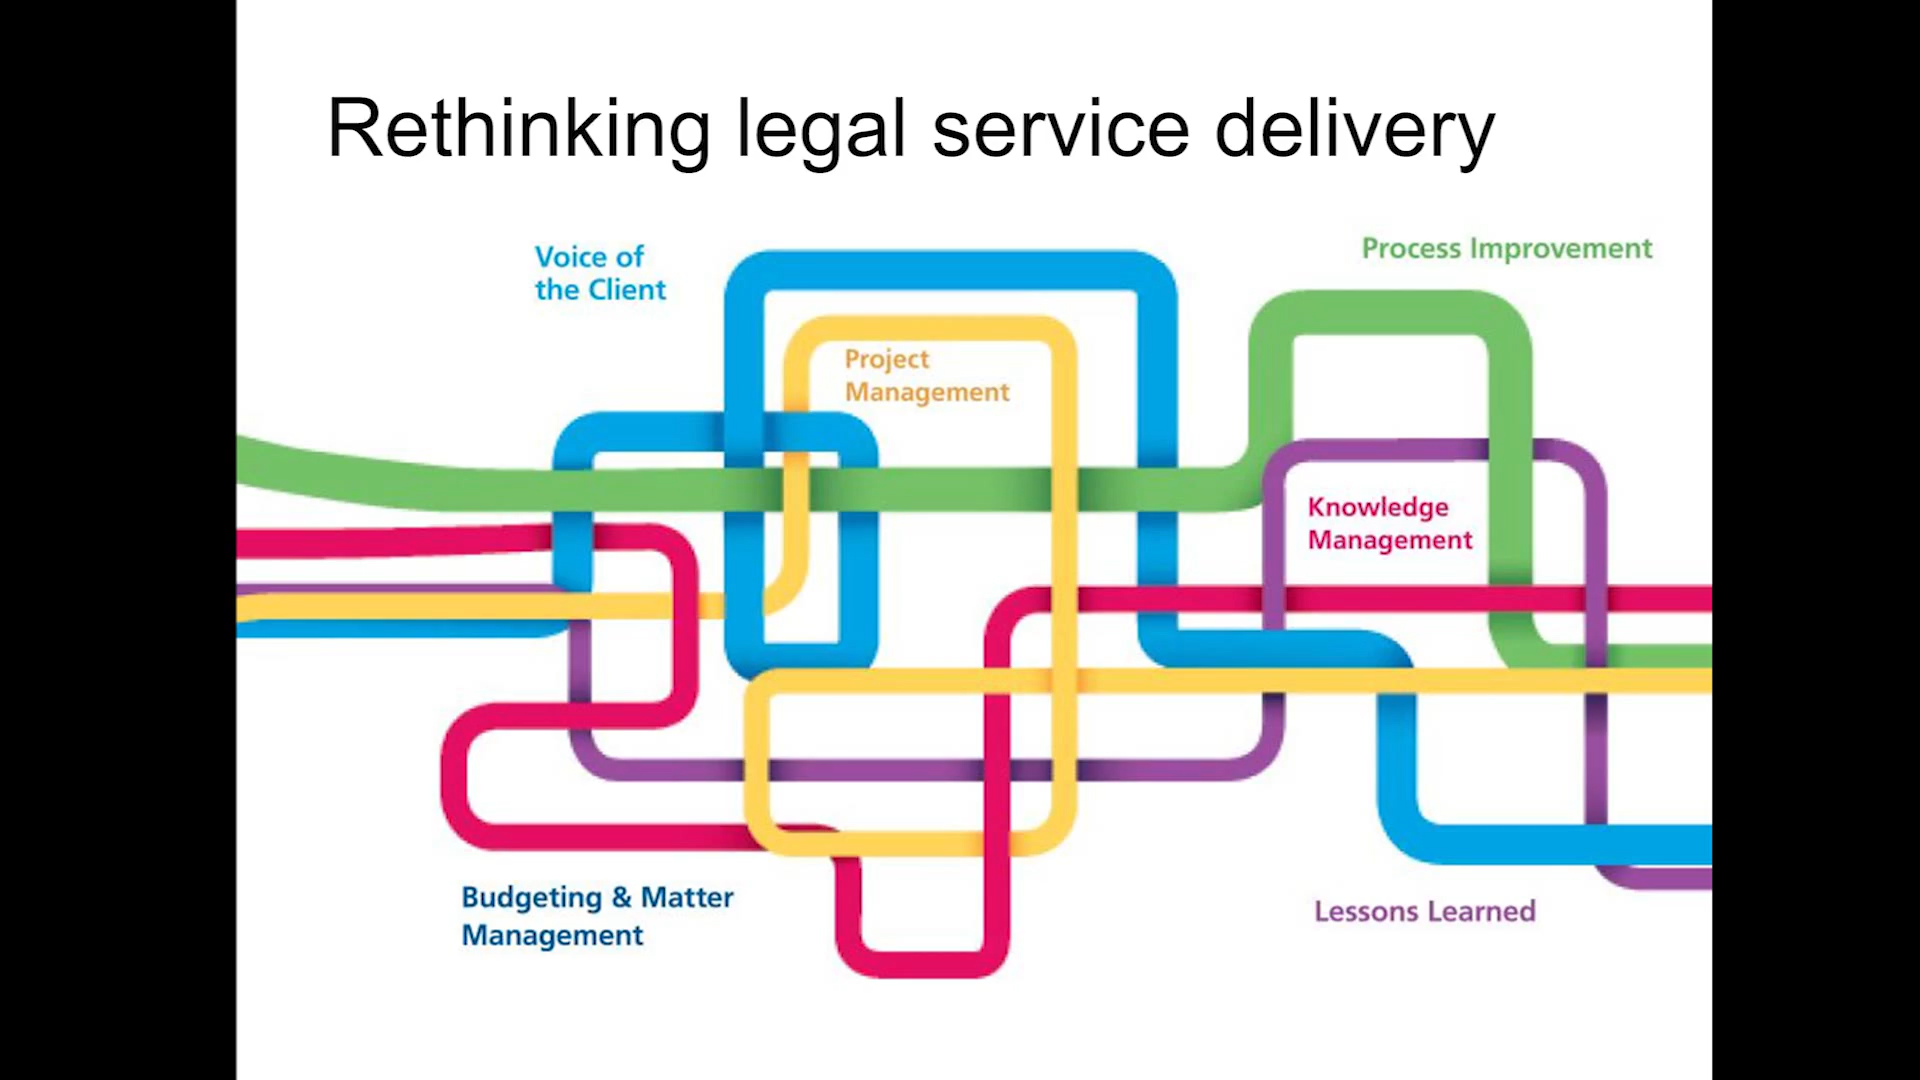 Rethinking legal service delivery
Voice of
the Client
Process Improvement
Project
Management
Knowledge
Management
Budgeting & Matter
Management
Lessons Learned